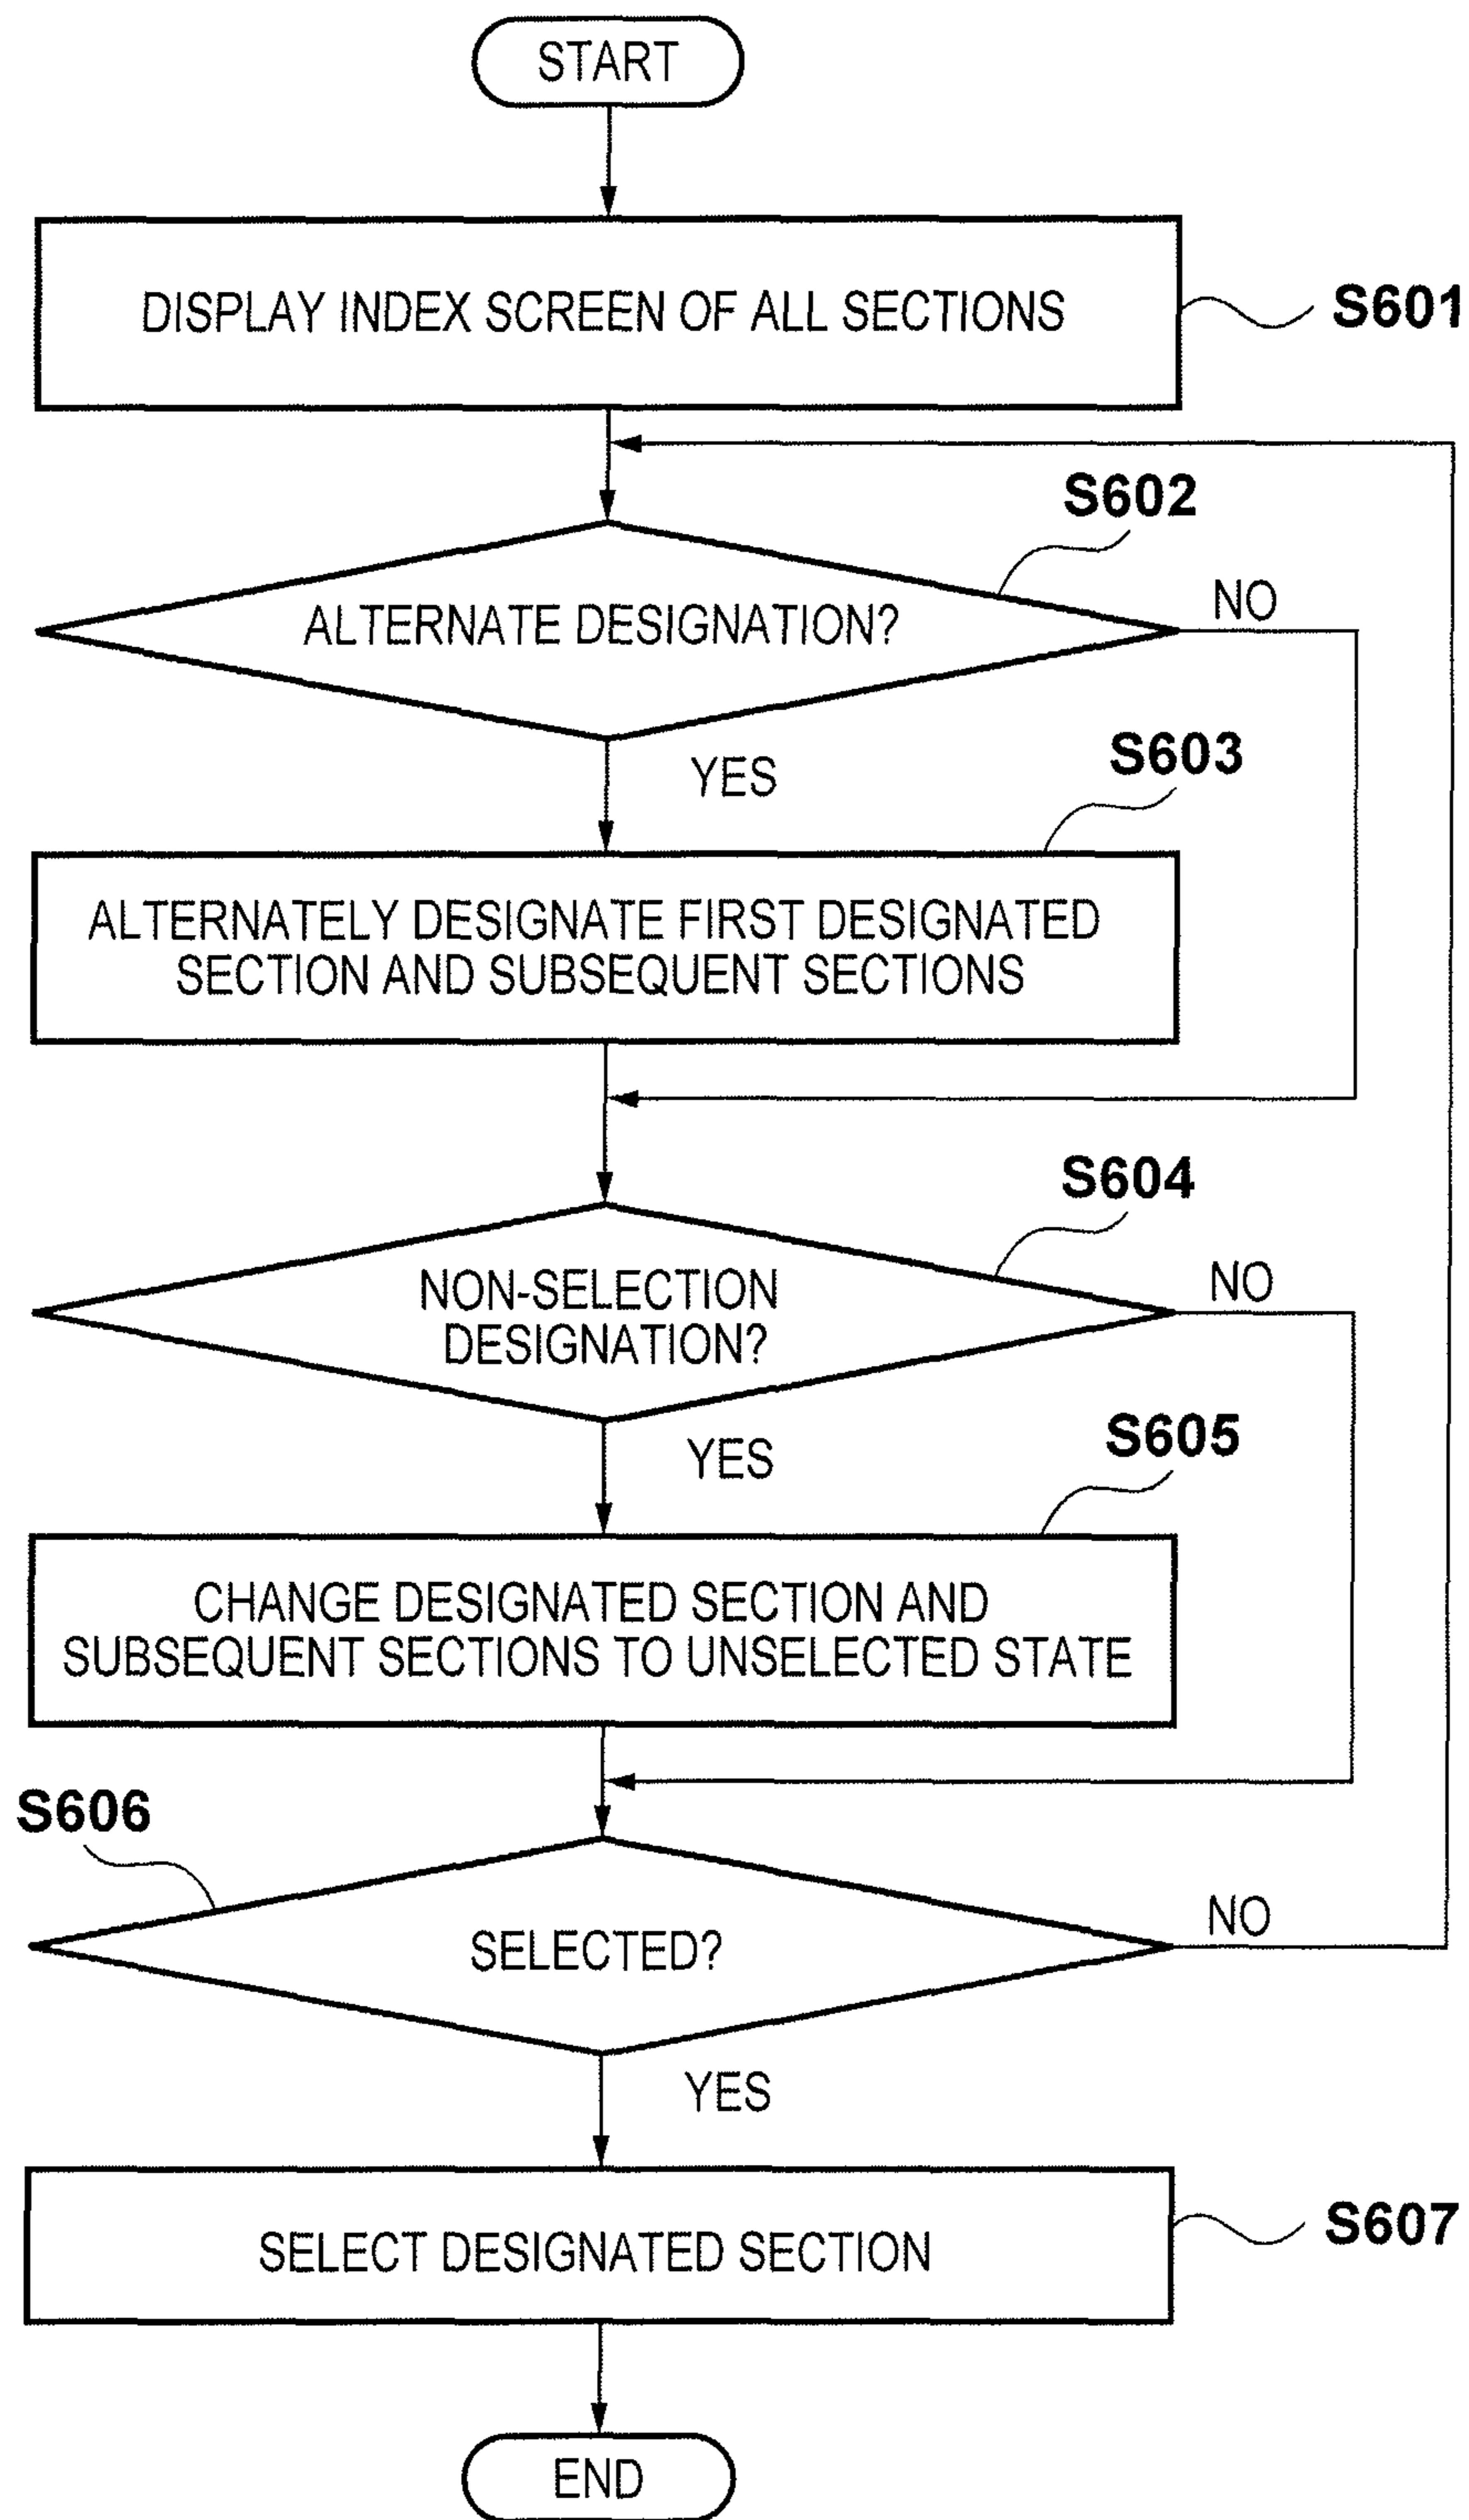 START
DISPLAY INDEX SCREEN OF ALL SECTIONS
S601
S602
ALTERNATE DESIGNATION?
NO
YES
S603
ALTERNATELY DESIGNATE FIRST DESIGNATED
SECTION AND SUBSEQUENT SECTIONS
S604
NON-SELECTION
DESIGNATION?
NO
YES
S605
CHANGE DESIGNATED SECTION AND
SUBSEQUENT SECTIONS TO UNSELECTED STATE
S606
SELECTED?
NO
YES
SELECT DESIGNATED SECTION
S607
END